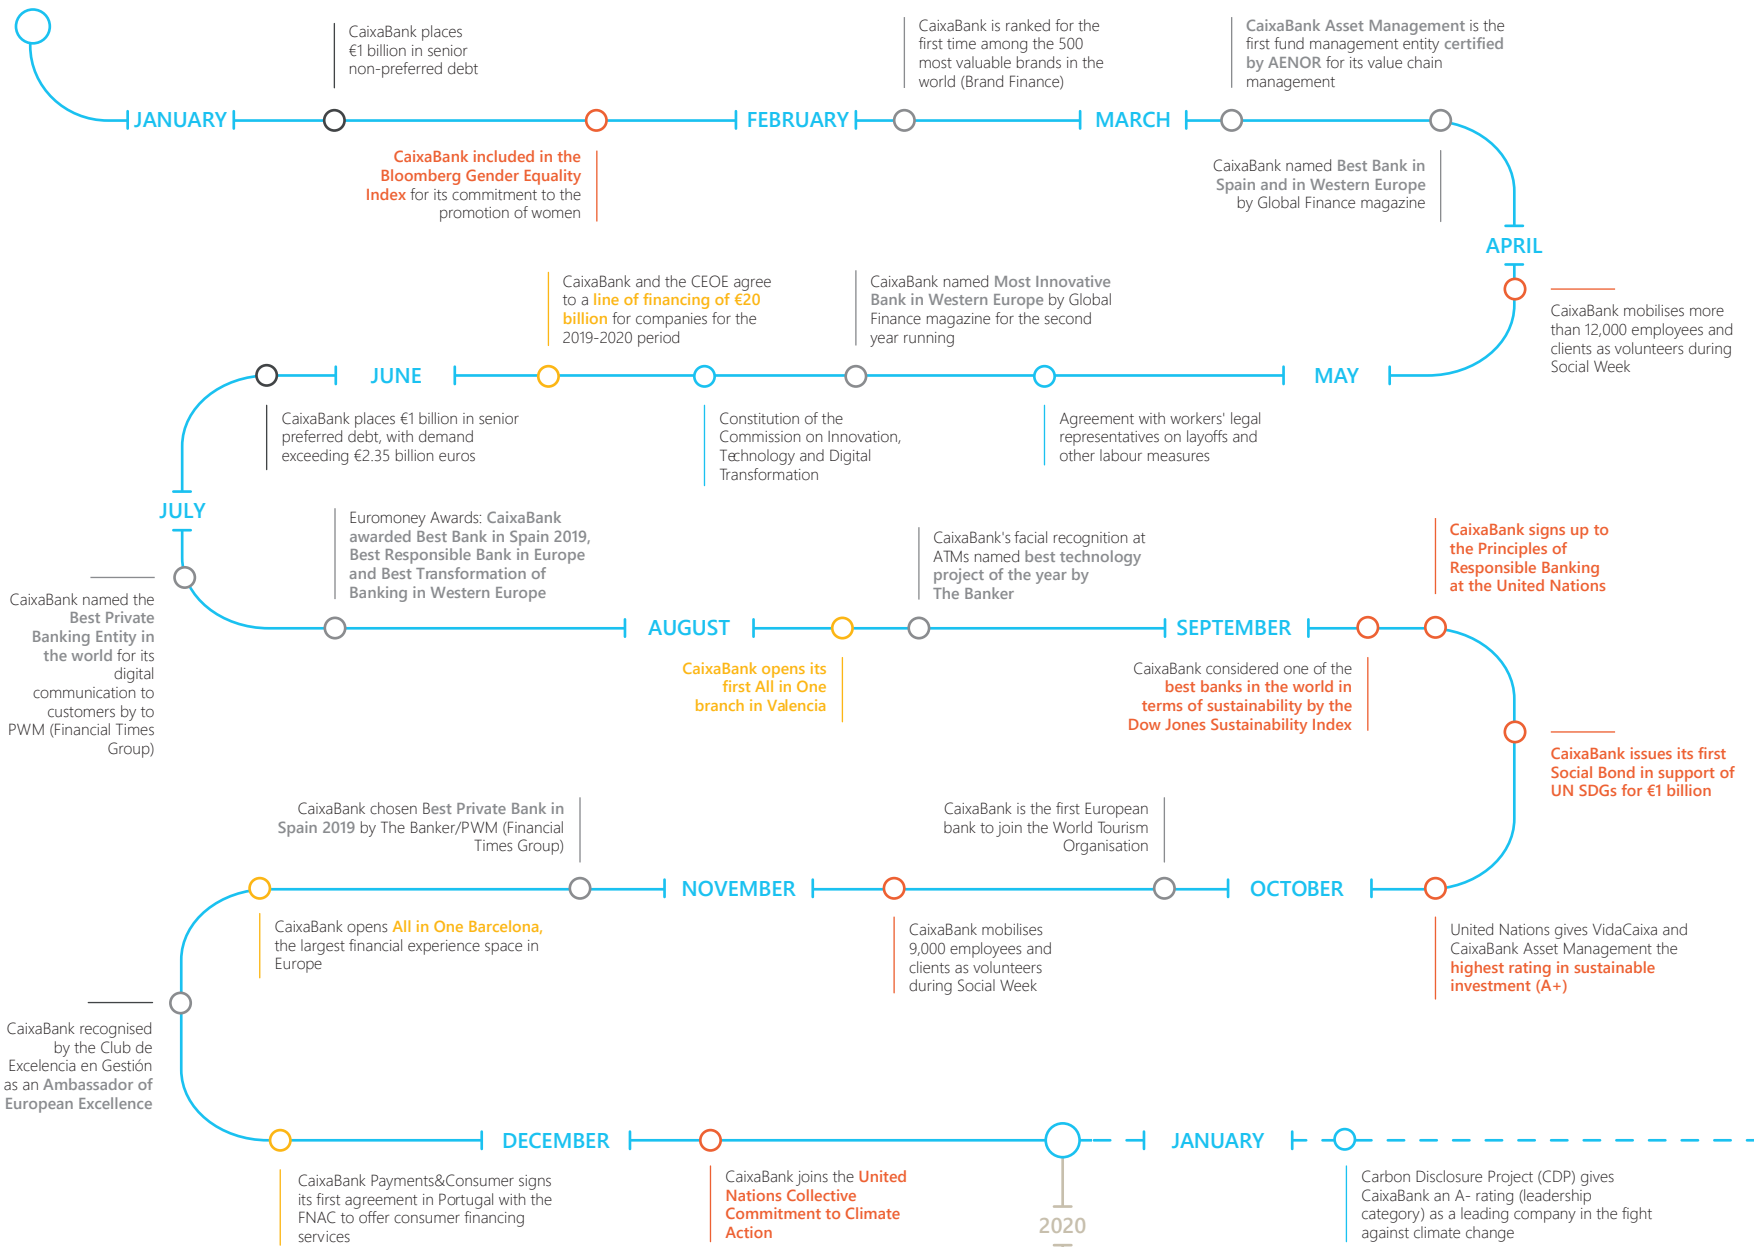 JANUARY
CaixaBank places
€1 billion in senior
non-preferred debt
CaixaBank included in the
Bloomberg Gender Equality
Index for its commitment to the
promotion of women
FEBRUARY
CaixaBank is ranked for the
first time among the 500
most valuable brands in the
world (Brand Finance)
MARCH
CaixaBank Asset Management is the
first fund management entity certified
by AENOR for its value chain
management
CaixaBank named Best Bank in
Spain and in Western Europe
by Global Finance magazine
APRIL
CaixaBank mobilises more
than 12,000 employees and
clients as volunteers during
Social Week
MAY
Agreement with workers' legal
representatives on layoffs and
other labour measures
CaixaBank named Most Innovative
Bank in Western Europe by Global
Finance magazine for the second
year running
Constitution of the
Commission on Innovation,
Technology and Digital
Transformation
CaixaBank and the CEOE agree
to a line of financing of €20
billion for companies for the
2019-2020 period
JUNE
CaixaBank places €1 billion in senior
preferred debt, with demand
exceeding €2.35 billion euros
JULY
CaixaBank named the
Best Private
Banking Entity in
the world for its
digital
communication to
customers by to
PWM (Financial Times
Group)
Euromoney Awards: CaixaBank
awarded Best Bank in Spain 2019,
Best Responsible Bank in Europe
and Best Transformation of
Banking in Western Europe
AUGUST
CaixaBank opens its
first All in One
branch in Valencia
CaixaBank's facial recognition at
ATMs named best technology
project of the year by
The Banker
SEPTEMBER
CaixaBank considered one of the
best banks in the world in
terms of sustainability by the
Dow Jones Sustainability Index
CaixaBank signs up to
the Principles of
Responsible Banking
at the United Nations
CaixaBank issues its first
Social Bond in support of
UN SDGs for €1 billion
United Nations gives VidaCaixa and
CaixaBank Asset Management the
highest rating in sustainable
investment (A+)
OCTOBER
CaixaBank is the first European
bank to join the World Tourism
Organisation
CaixaBank mobilises
9,000 employees and
clients as volunteers
during Social Week
NOVEMBER
CaixaBank chosen Best Private Bank in
Spain 2019 by The Banker/PWM (Financial
Times Group)
CaixaBank opens All in One Barcelona,
the largest financial experience space in
Europe
CaixaBank recognised
by the Club de
Excelencia en Gestión
as an Ambassador of
European Excellence
CaixaBank Payments&Consumer signs
its first agreement in Portugal with the
FNAC to offer consumer financing
services
DECEMBER
CaixaBank joins the United
Nations Collective
Commitment to Climate
Action
2020
JANUARY
Carbon Disclosure Project (CDP) gives
CaixaBank an A- rating (leadership
category) as a leading company in the fight
against climate change